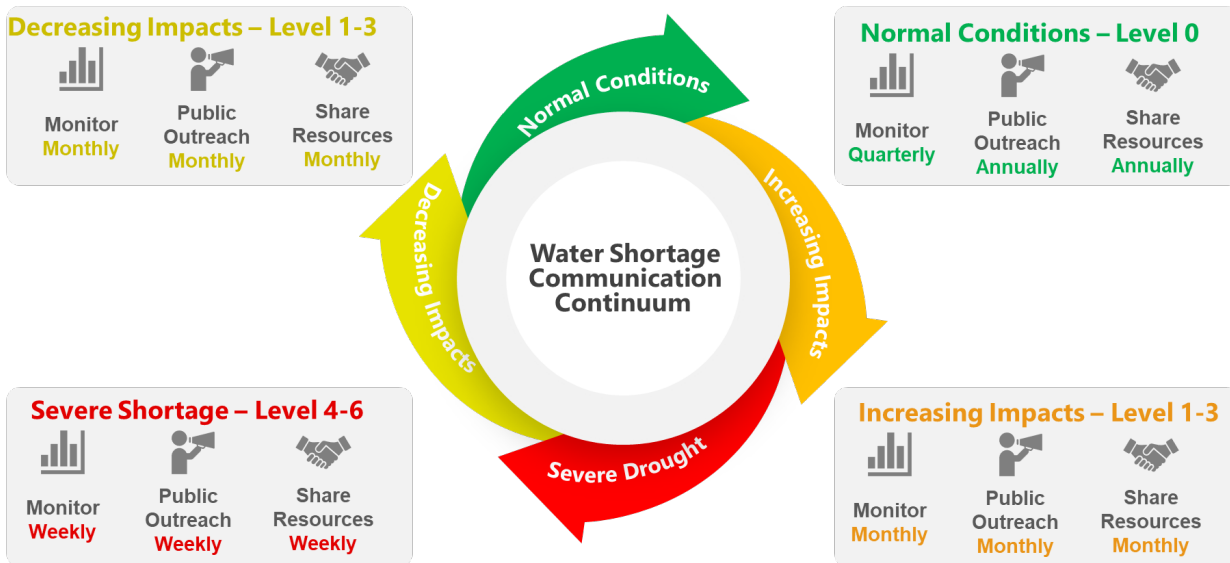 Decreasing Impacts – Level 1-3
Monitor
Monthly
Public
Outreach
Monthly
Share
Resources
Monthly
Normal Conditions – Level 0
Monitor
Quarterly
Public
Outreach
Annually
Share
Resources
Annually
Normal Conditions
Increasing Impacts
Severe Drought
Decreasing Impacts
Water Shortage
Communication
Continuum
Severe Shortage – Level 4-6
Monitor
Weekly
Public
Outreach
Weekly
Share
Resources
Weekly
Increasing Impacts – Level 1-3
Monitor
Monthly
Public
Outreach
Monthly
Share
Resources
Monthly